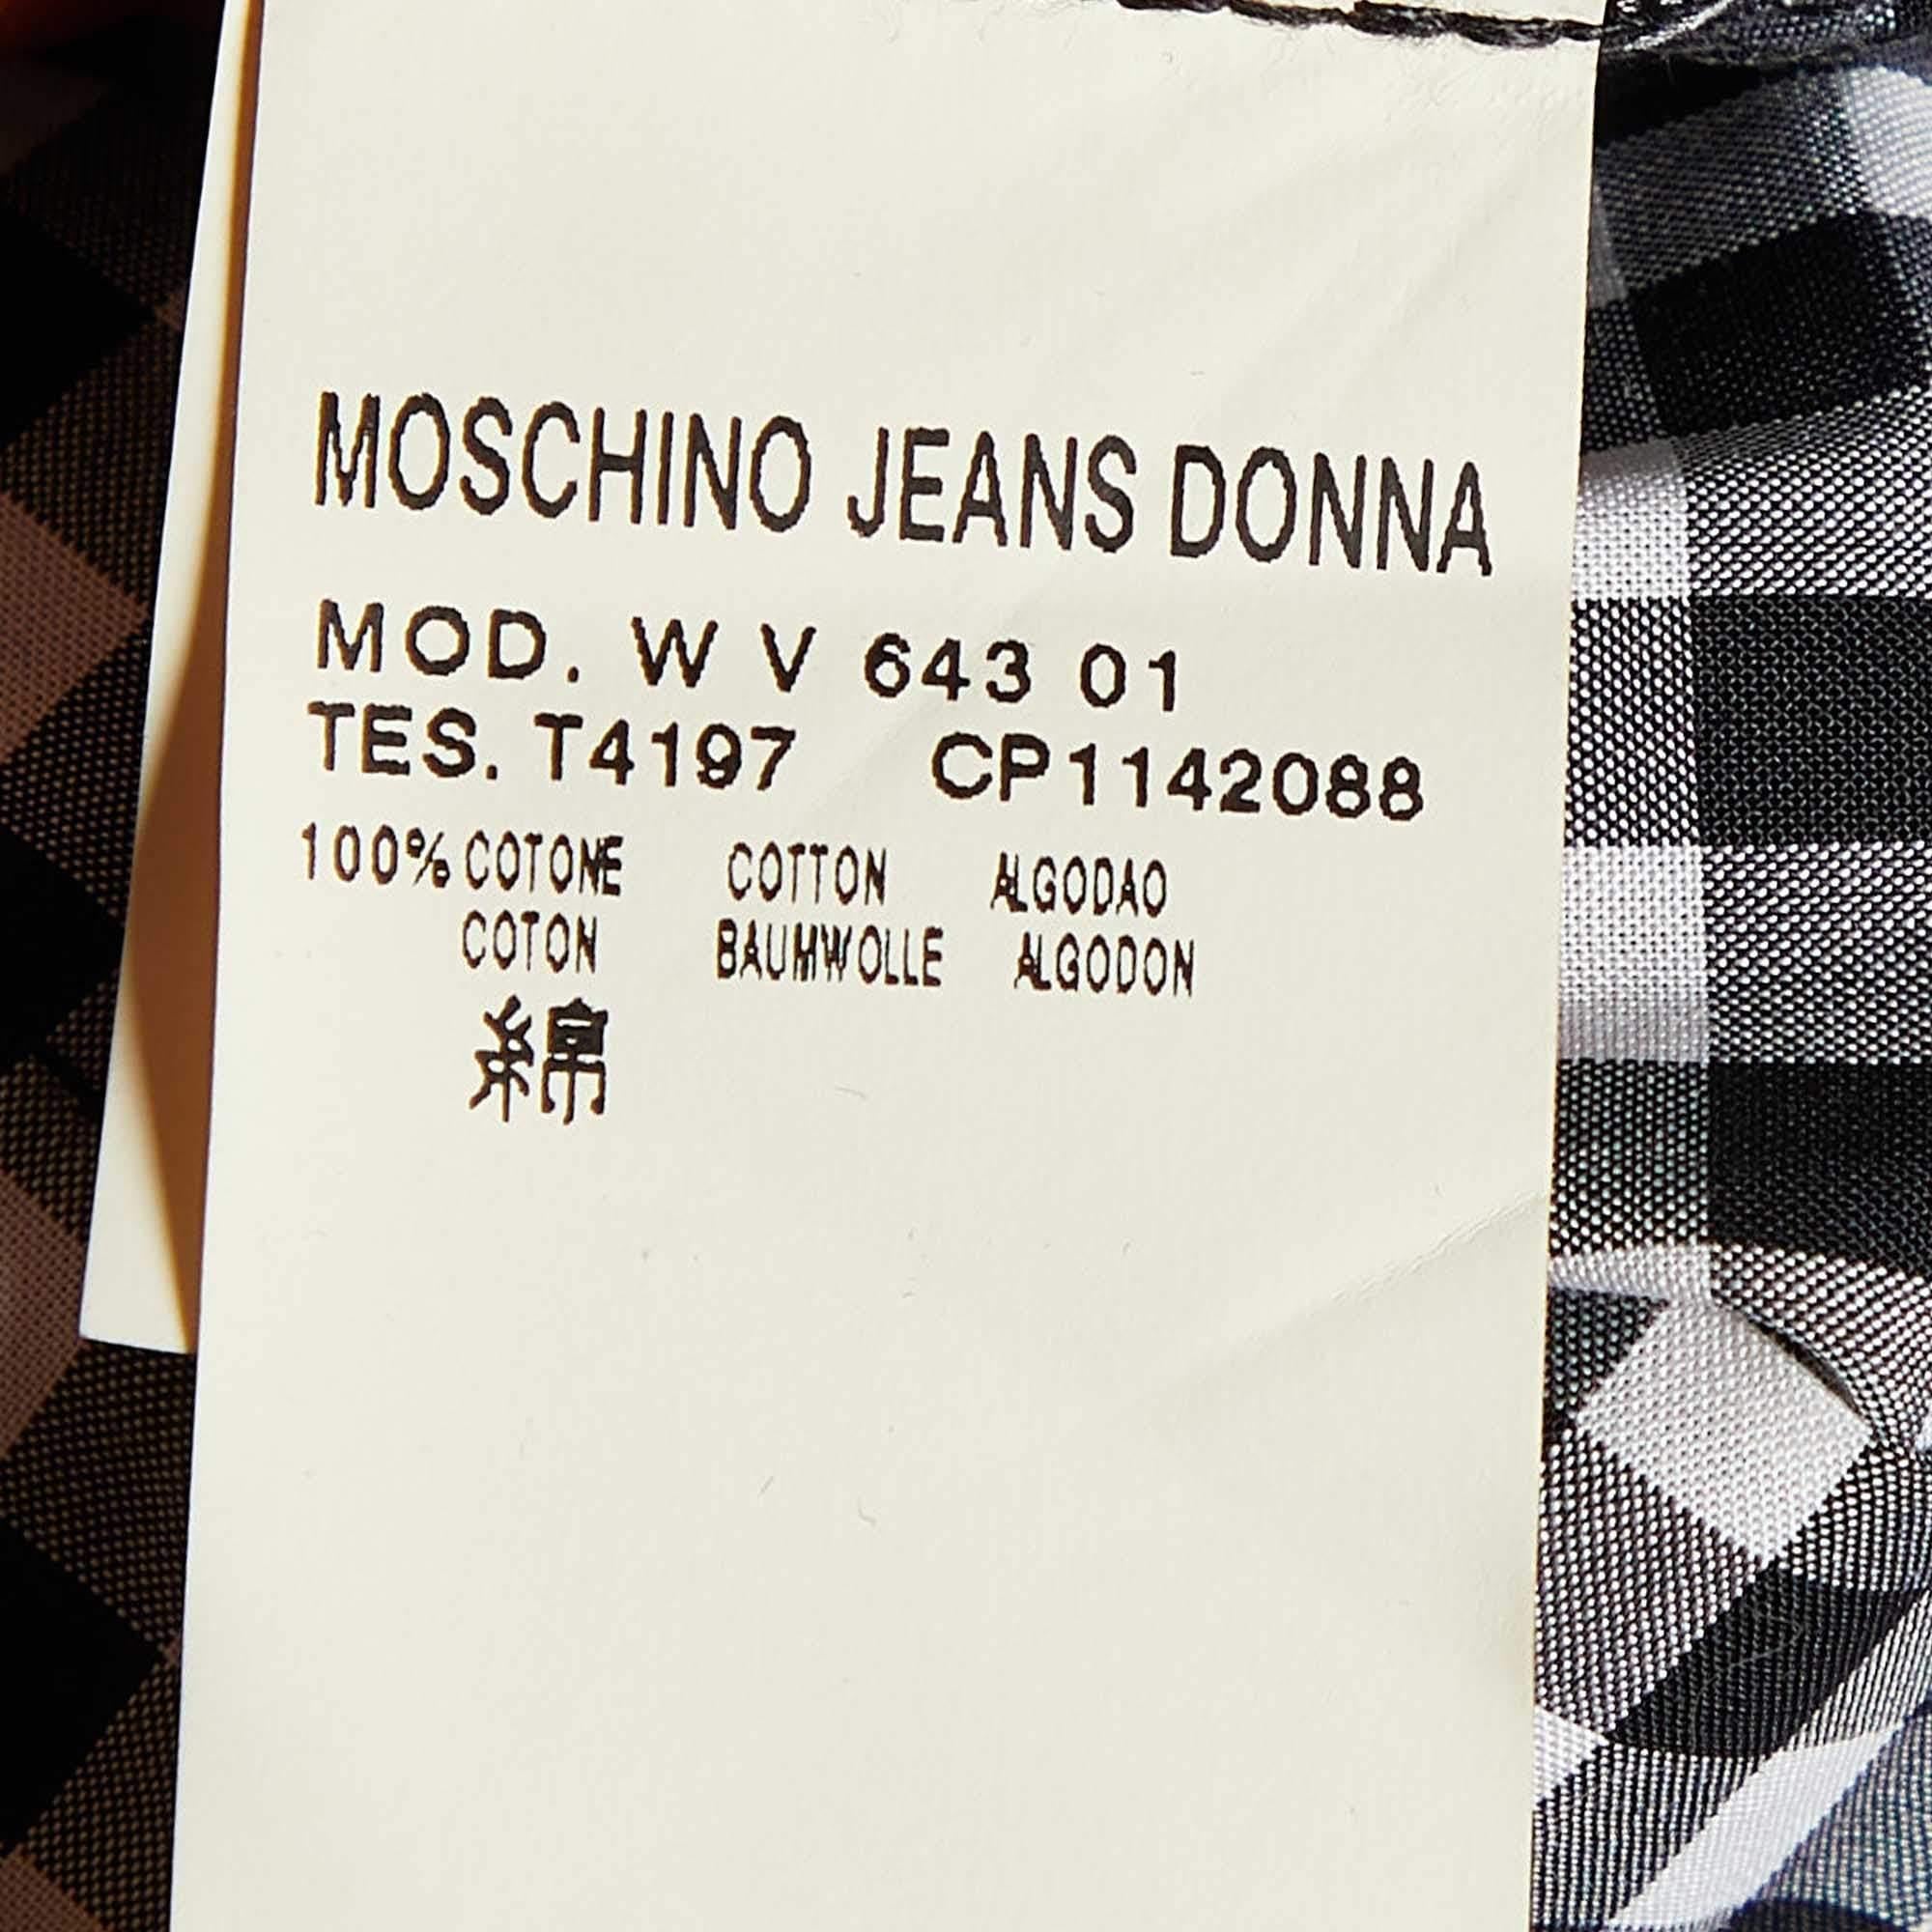 MOSCHINO JEANS DONNA
MOD. W V 643 01
TES. T4197 CP1142088
100% COTONE COTTON ALGODAO
COTON BAUMWOLLE ALGODON
綿